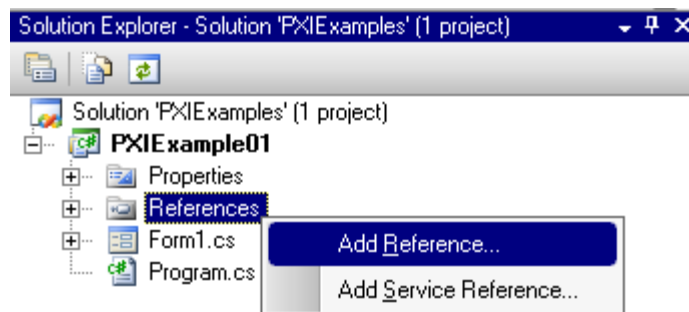 Solution Explorer - Solution 'PXIExamples' (1 project)
Solution 'PXIExamples' (1 project)
PXIExample01
Properties
References
Form1.cs
Add Reference...
Program.cs
Add Service Reference...